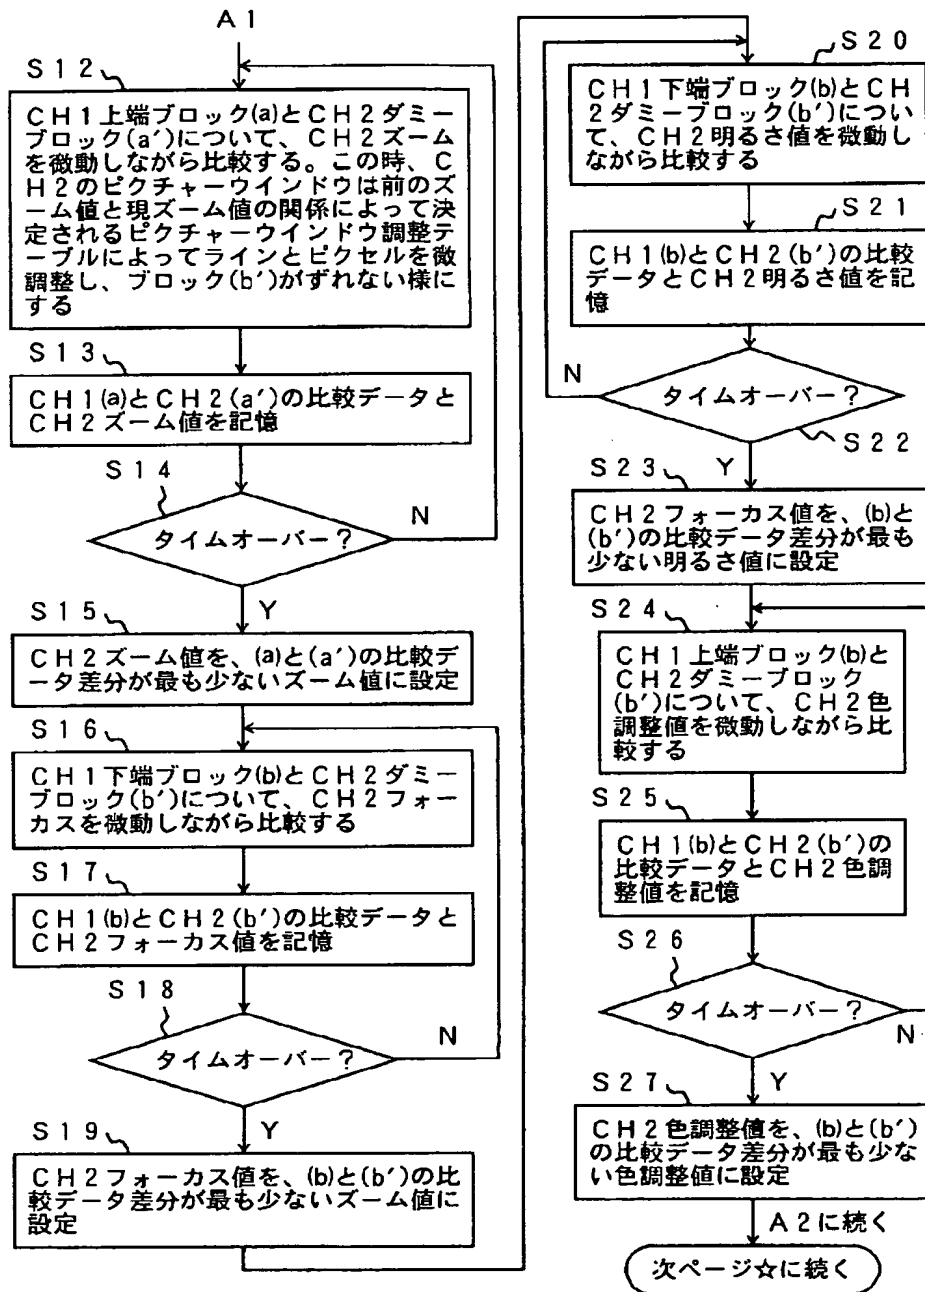 A1
S12
CH1上端ブロック(a)とCH2ダミー
ブロック(a′)について、CH2ズーム
を微動しながら比較する。この時、C
H2のピクチャーウインドウは前のズ
ーム値と現ズーム値の関係によって決
定されるピクチャーウインドウ調整テ
ーブルによってラインとピクセルを微
調整し、ブロック(b′)がずれない様に
する
S13
CH1(a)とCH2(a′)の比較データと
CH2ズーム値を記憶
S14
タイムオーバー?
N
Y
S15
CH2ズーム値を、(a)と(a′)の比較デ
ータ差分が最も少ないズーム値に設定
S16
CH1下端ブロック(b)とCH2ダミー
ブロック(b′)について、CH2フォー
カスを微動しながら比較する
S17
CH1(b)とCH2(b′)の比較データと
CH2フォーカス値を記憶
S18
タイムオーバー?
N
Y
S19
CH2フォーカス値を、(b)と(b′)の比
較データ差分が最も少ないズーム値に
設定
S20
CH1下端ブロック(b)とCH
2ダミーブロック(b′)につい
て、CH2明るさ値を微動し
ながら比較する
S21
CH1(b)とCH2(b′)の比較
データとCH2明るさ値を記
憶
N
タイムオーバー?
S22
Y
S23
CH2フォーカス値を、(b)と
(b′)の比較データ差分が最も
少ない明るさ値に設定
S24
CH1上端ブロック(b)と
CH2ダミーブロック
(b′)について、CH2色
調整値を微動しながら比
較する
S25
CH1(b)とCH2(b′)の
比較データとCH2色調
整値を記憶
S26
タイムオーバー?
N
Y
S27
CH2色調整値を、(b)と(b′)
の比較データ差分が最も少な
い色調整値に設定
A2に続く
次ページ☆に続く